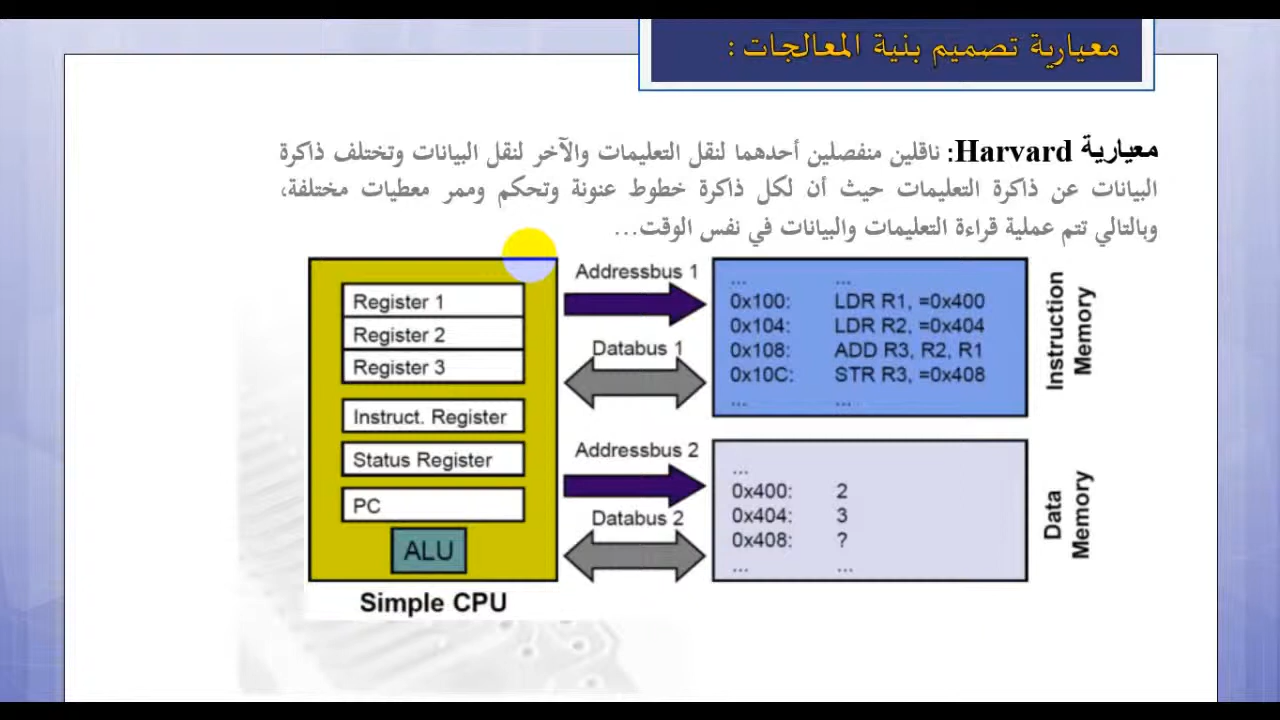 معيارية تصميم بنية المعالجات :
معيارية Harvard: ناقلين منفصلين أحدهما لنقل التعليمات والآخر لنقل البيانات وتختلف ذاكرة
البيانات عن ذاكرة التعليمات حيث أن لكل ذاكرة خطوط عنونة وتحكم وممر معطيات مختلفة،
وبالتالي تتم عملية قراءة التعليمات والبيانات في نفس الوقت...
Register 1
Register 2
Register 3
Instruct. Register
Status Register
PC
ALU
Simple CPU
Addressbus 1
Databus 1
Addressbus 2
Databus 2
... ...
0x100: LDR R1, =0x400
0x104: LDR R2, =0x404
0x108: ADD R3, R2, R1
0x10C: STR R3, =0x408
... ...
Instruction
Memory
...
0x400: 2
0x404: 3
0x408: ?
... ...
Data
Memory